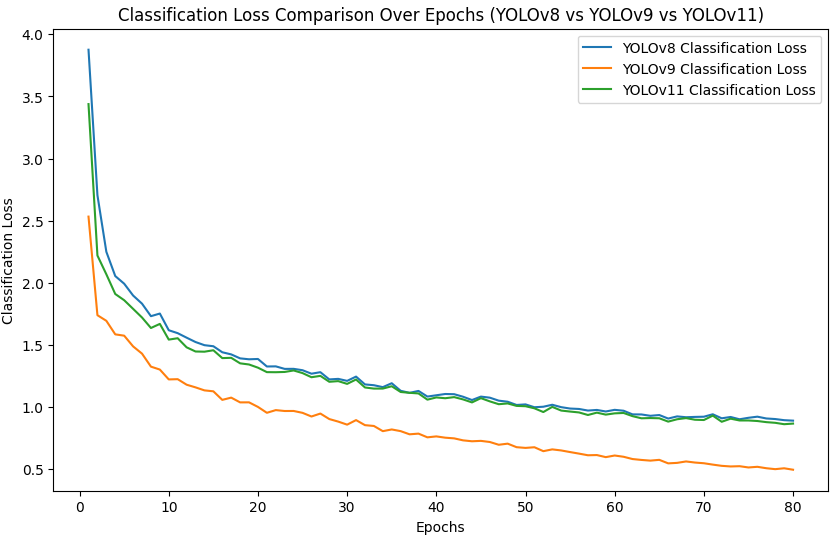 Classification Loss Comparison Over Epochs (YOLOv8 vs YOLOv9 vs YOLOv11)
YOLOv8 Classification Loss
YOLOv9 Classification Loss
YOLOv11 Classification Loss
Classification Loss
4.0
3.5
3.0
2.5
2.0
1.5
1.0
0.5
0 10 20 30 40 50 60 70 80
Epochs